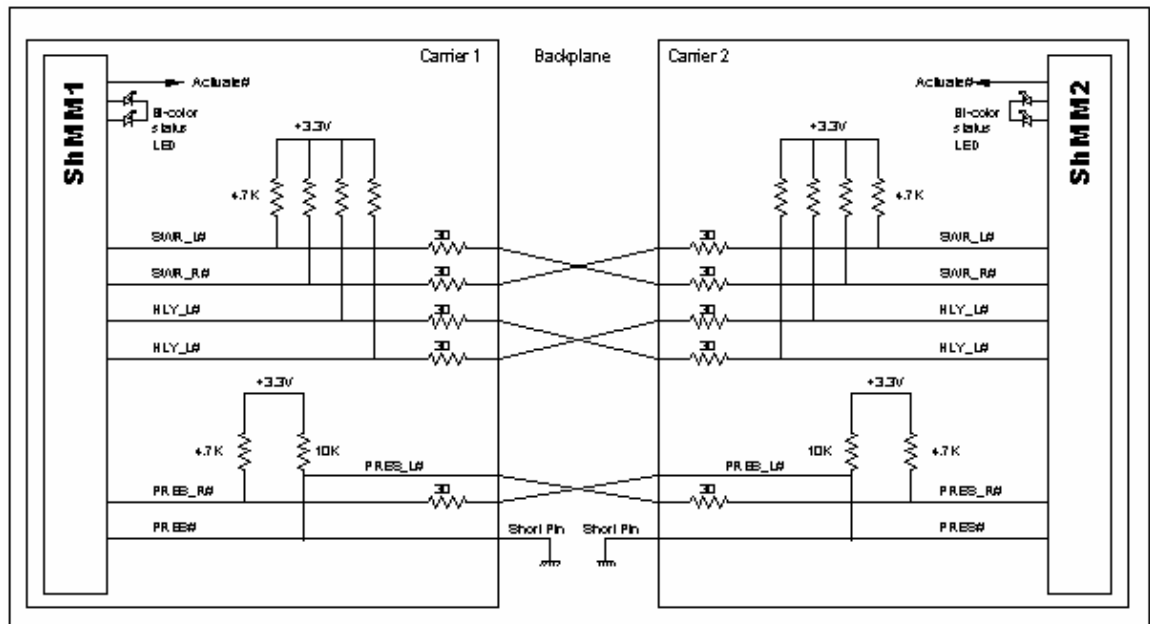 Carrier 1
Backplane
Carrier 2
ShMM1
ShMM2
Actuate#
Actuate#
Bi-color
status
LED
Bi-color
status
LED
+3.3V
+3.3V
4.7K
4.7K
SWR_L#
30
30
SWR_L#
SWR_R#
30
30
SWR_R#
HLY_L#
30
30
HLY_L#
HLY_L#
30
30
HLY_L#
+3.3V
+3.3V
4.7K
10K
10K
4.7K
PRES_L#
PRES_L#
PRES_R#
30
30
PRES_R#
PRES#
Short Pin
Short Pin
PRES#